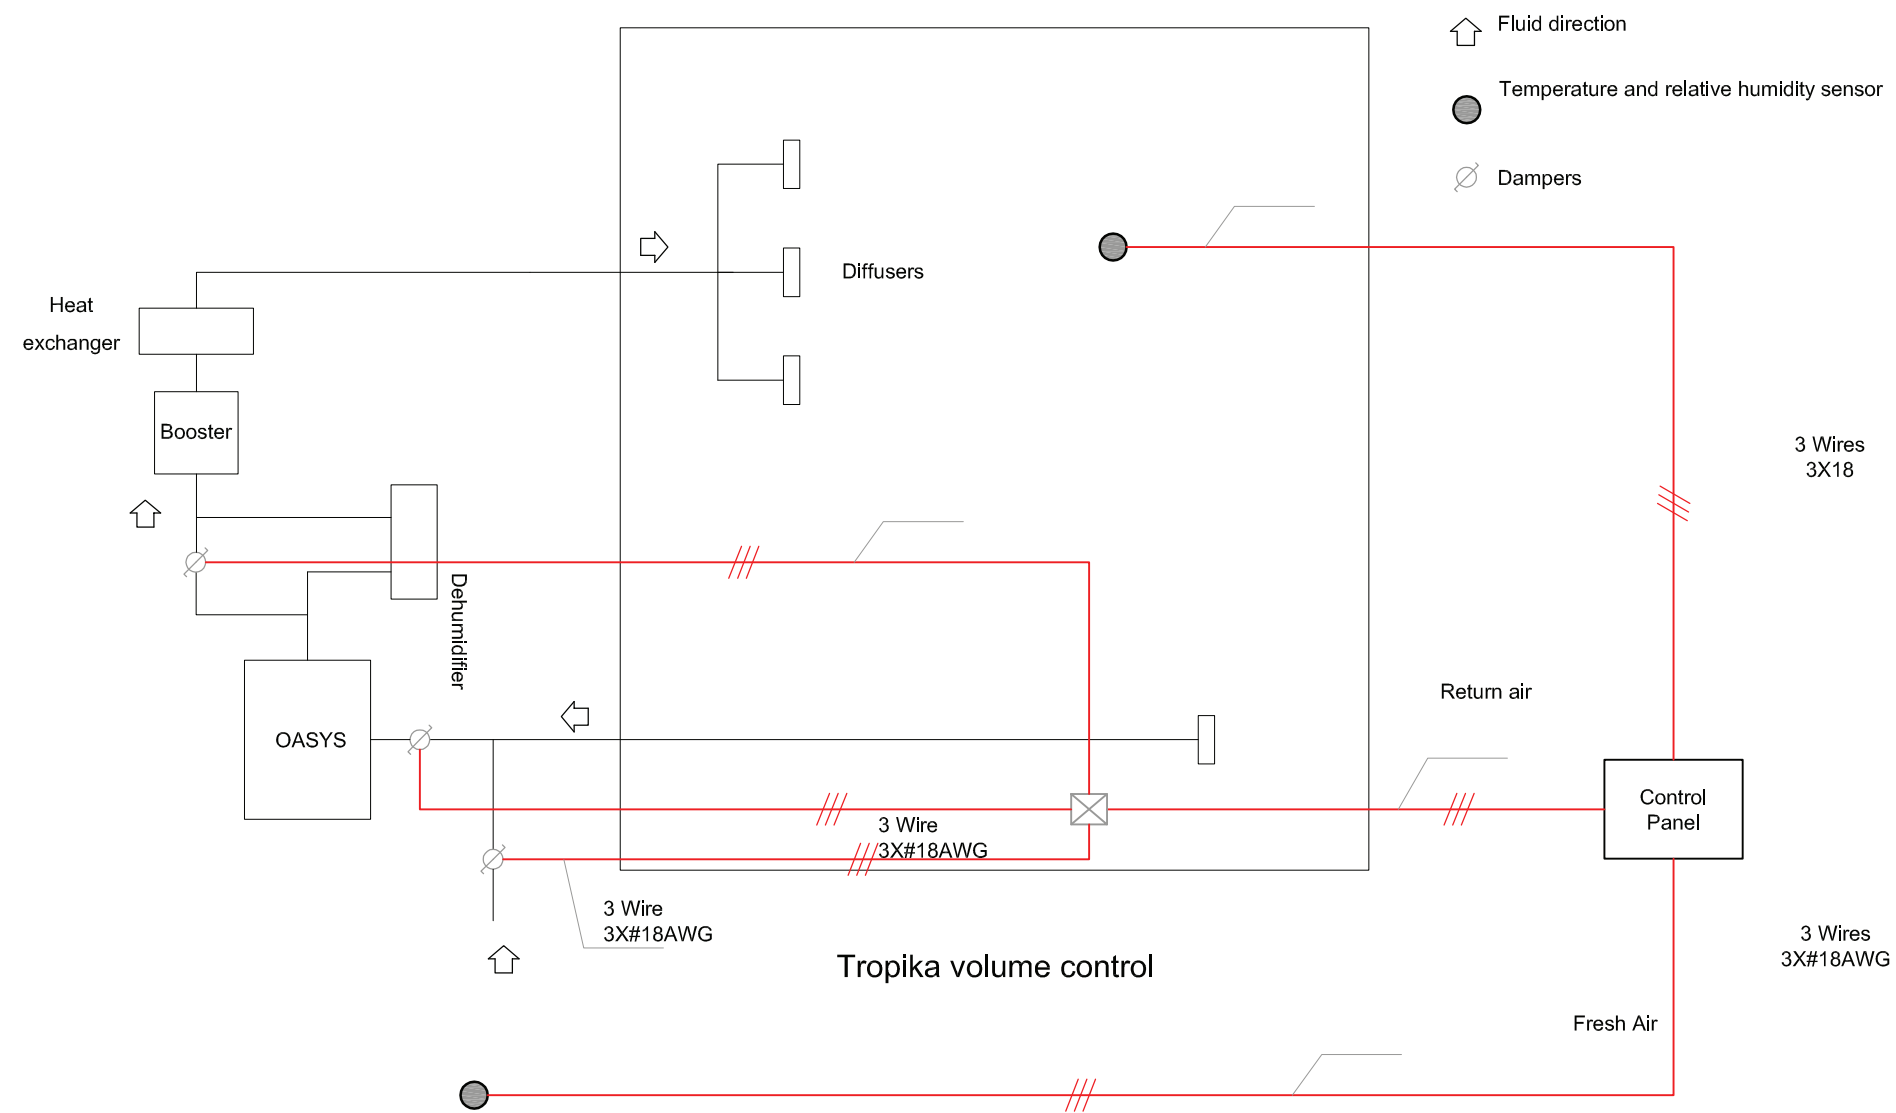 Fluid direction
Temperature and relative humidity sensor
Dampers
Diffusers
Heat
exchanger
Booster
3 Wires
3X18
Dehumidifier
Return air
OASYS
Control
Panel
3 Wire
3X#18AWG
3 Wire
3X#18AWG
3 Wires
3X#18AWG
Tropika volume control
Fresh Air